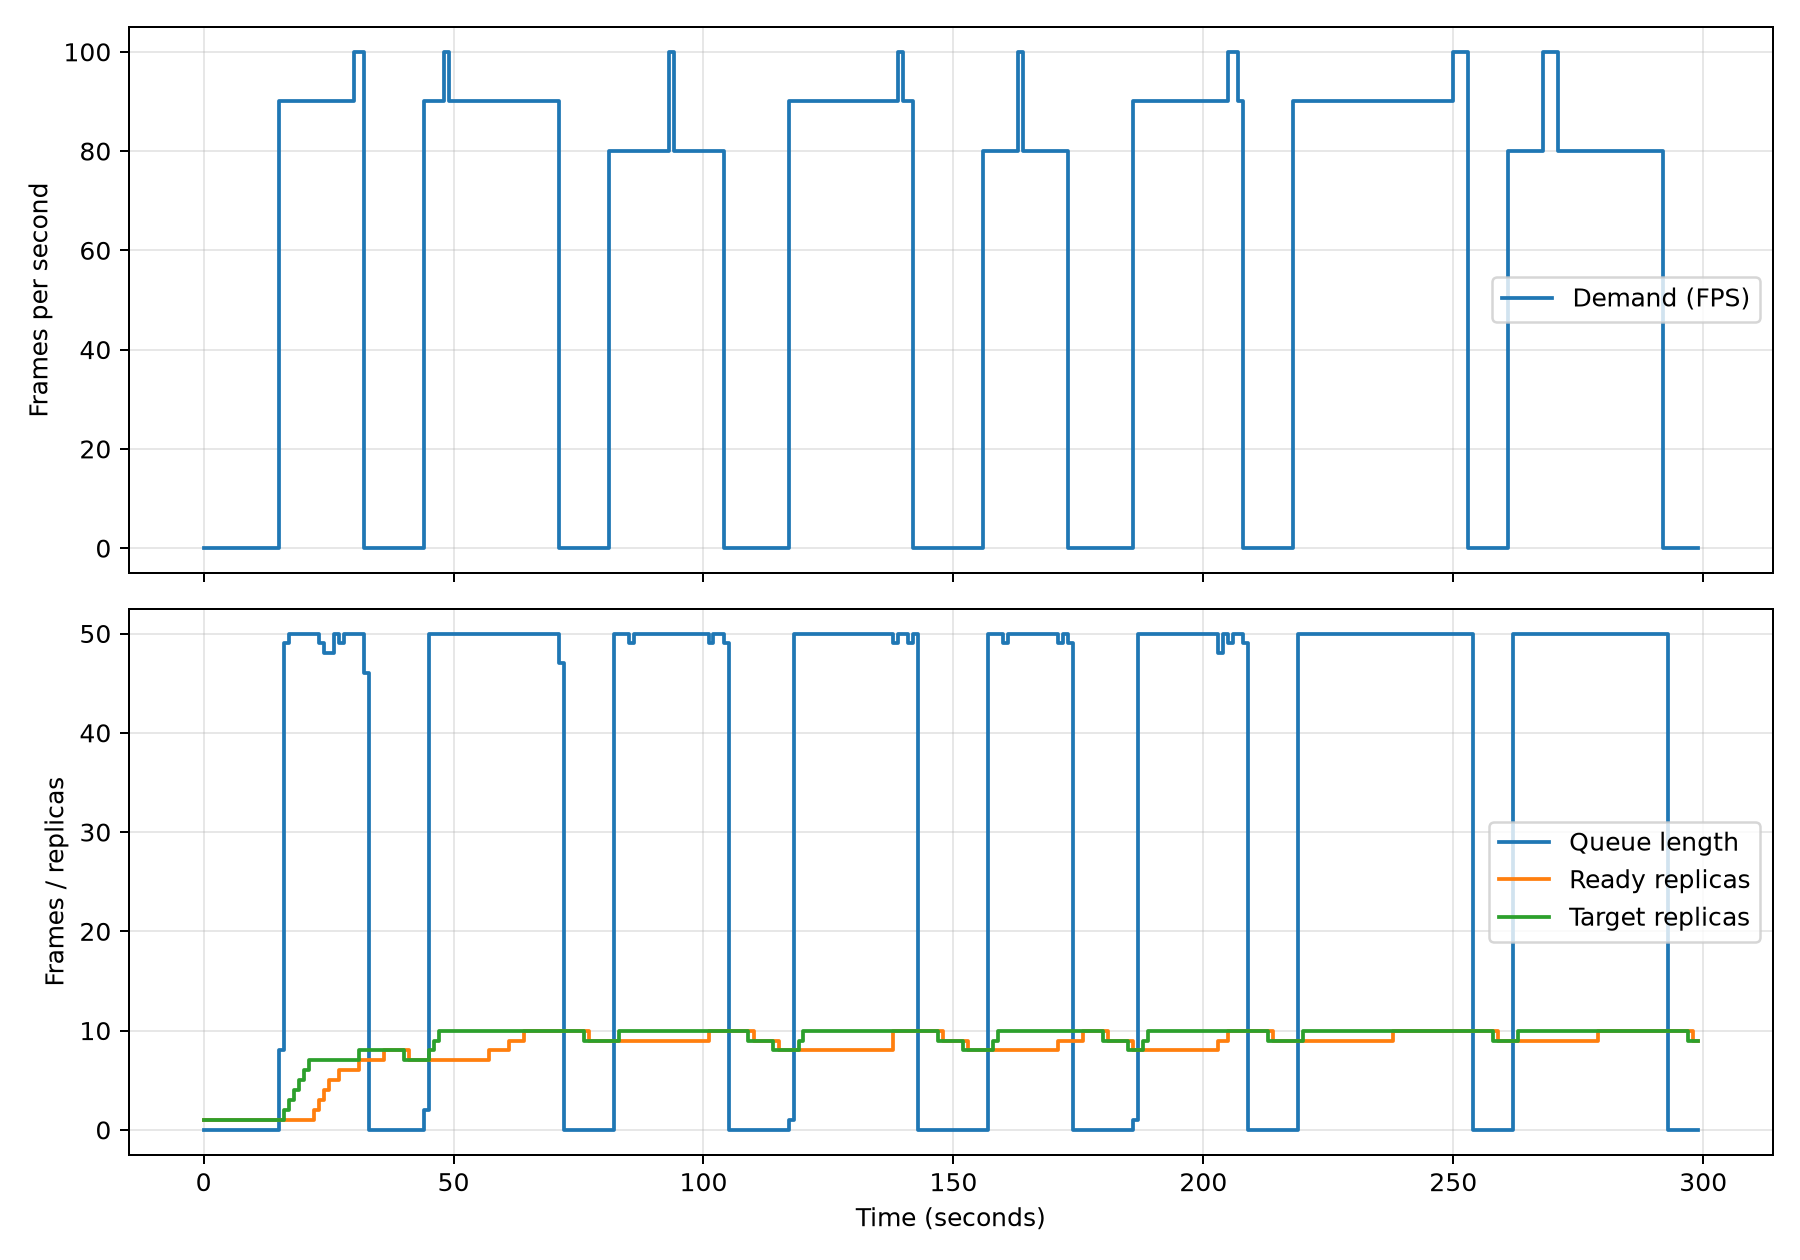 100
80
60
40
20
0
Frames per second
Demand (FPS)
50
40
30
20
10
0
Frames / replicas
Queue length
Ready replicas
Target replicas
0 50 100 150 200 250 300
Time (seconds)